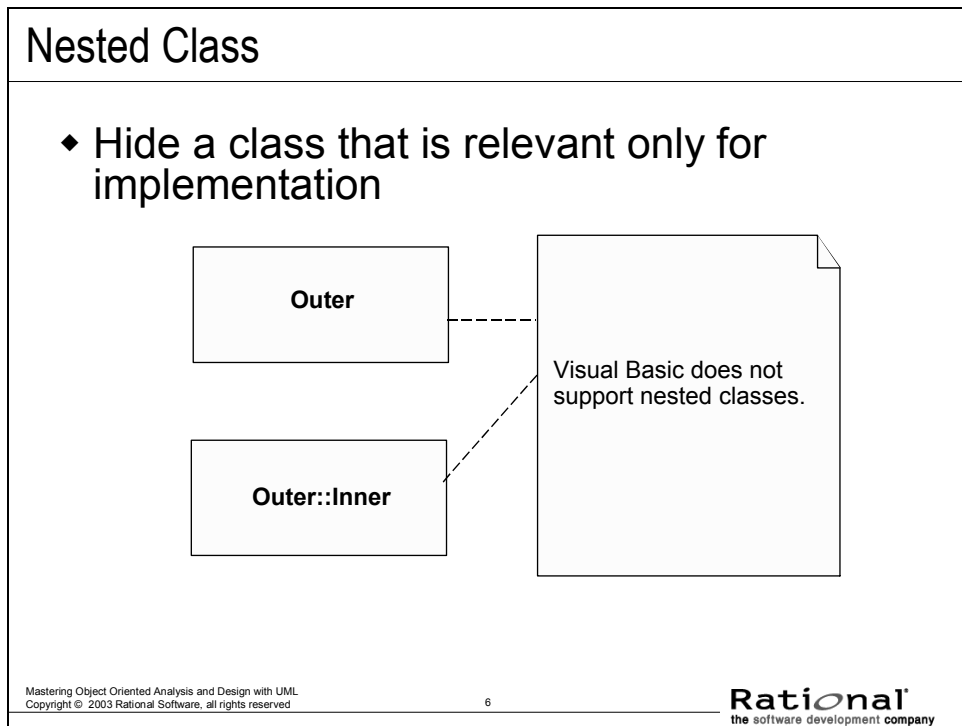 Nested Class
◆ Hide a class that is relevant only for
implementation
Outer
Visual Basic does not
support nested classes.
Outer::Inner
Mastering Object Oriented Analysis and Design with UML
Copyright © 2003 Rational Software, all rights reserved
6
Rational
the software development company